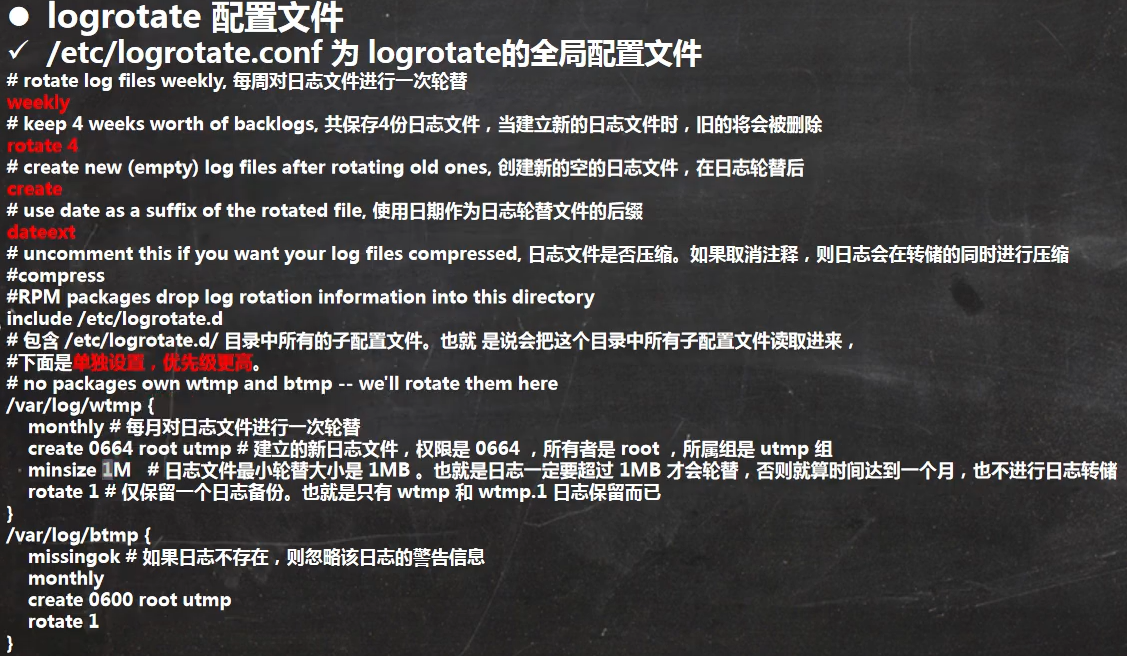 ● logrotate 配置文件
✓ /etc/logrotate.conf 为 logrotate的全局配置文件
# rotate log files weekly, 每周对日志文件进行一次轮替
weekly
# keep 4 weeks worth of backlogs, 共保存4份日志文件，当建立新的日志文件时，旧的将会被删除
rotate 4
# create new (empty) log files after rotating old ones, 创建新的空的日志文件，在日志轮替后
create
# use date as a suffix of the rotated file, 使用日期作为日志轮替文件的后缀
dateext
# uncomment this if you want your log files compressed, 日志文件是否压缩。如果取消注释，则日志会在转储的同时进行压缩
#compress
#RPM packages drop log rotation information into this directory
include /etc/logrotate.d
# 包含 /etc/logrotate.d/ 目录中所有的子配置文件。也就 是说会把这个目录中所有子配置文件读取进来，
#下面是单独设置，优先级更高。
# no packages own wtmp and btmp -- we'll rotate them here
/var/log/wtmp {
monthly # 每月对日志文件进行一次轮替
create 0664 root utmp # 建立的新日志文件，权限是 0664 ，所有者是 root ，所属组是 utmp 组
minsize 1M # 日志文件最小轮替大小是 1MB 。也就是日志一定要超过 1MB 才会轮替，否则就算时间达到一个月，也不进行日志转储
rotate 1 # 仅保留一个日志备份。也就是只有 wtmp 和 wtmp.1 日志保留而已
}
/var/log/btmp {
missingok # 如果日志不存在，则忽略该日志的警告信息
monthly
create 0600 root utmp
rotate 1
}